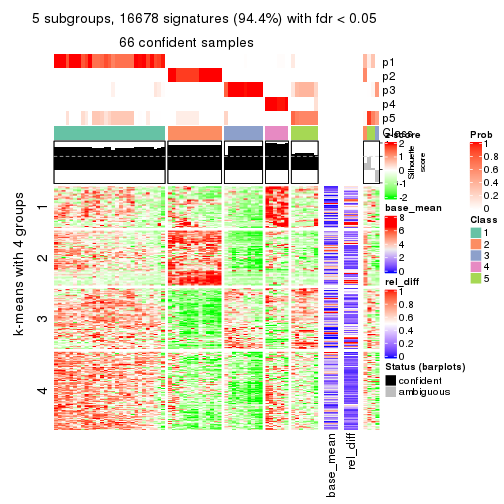 5 subgroups, 16678 signatures (94.4%) with fdr < 0.05
66 confident samples
p1
p2
p3
p4
p5
Class
Silhouette
score
k-means with 4 groups
1
2
3
4
base_mean
rel_diff
z-score
2
1
0
-1
-2
base_mean
8
6
4
2
0
rel_diff
1
0.8
0.6
0.4
0.2
0
Status (barplots)
confident
ambiguous
Prob
1
0.8
0.6
0.4
0.2
0
Class
1
2
3
4
5